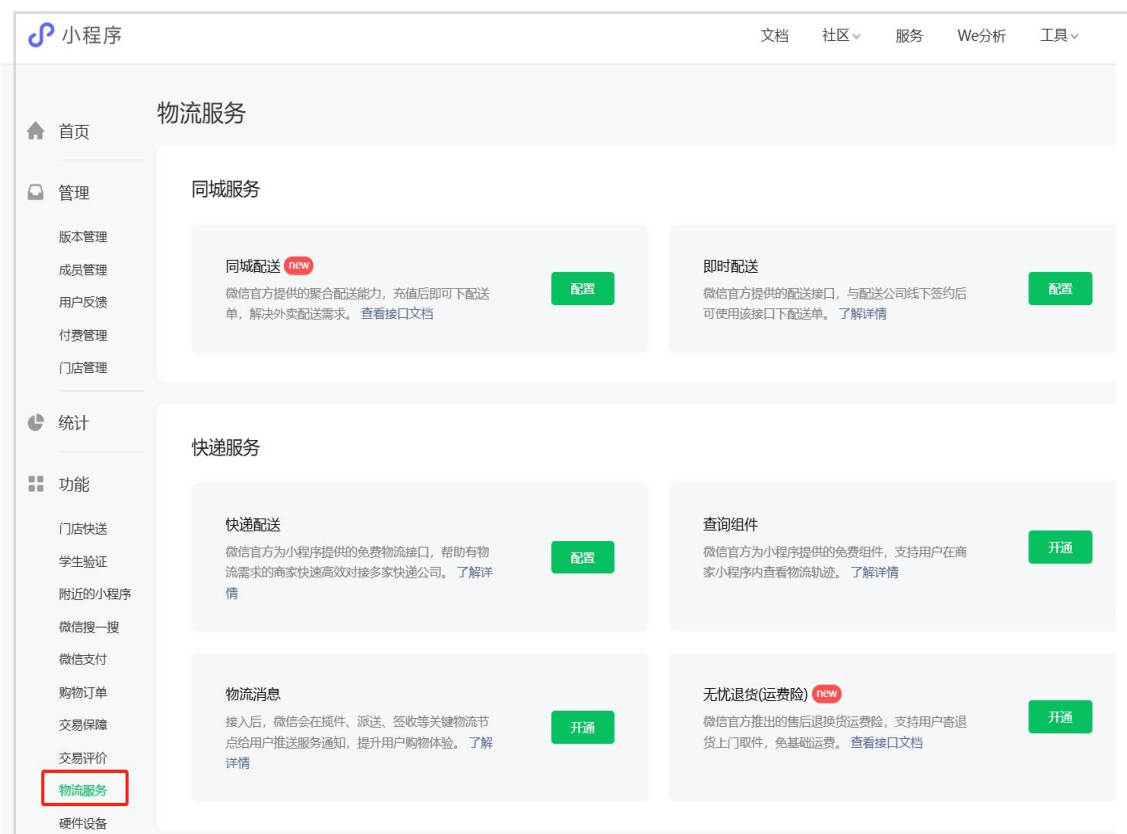 小程序
文档 社区 服务 We分析 工具
首页
管理
版本管理
成员管理
用户反馈
付费管理
门店管理
统计
功能
门店快送
学生验证
附近的小程序
微信搜一搜
微信支付
购物订单
交易保障
交易评价
物流服务
硬件设备
物流服务
同城服务
同城配送 new
微信官方提供的聚合配送能力，充值后即可下配送
单，解决外卖配送需求。 查看接口文档
配置
即时配送
微信官方提供的配送接口，与配送公司线下签约后
可使用该接口下配送单。 了解详情
配置
快递服务
快递配送
微信官方为小程序提供的免费物流接口，帮助有物
流需求的商家快速高效对接多家快递公司。 了解详
情
配置
查询组件
微信官方为小程序提供的免费组件，支持用户在商
家小程序内查看物流轨迹。 了解详情
开通
物流消息
接入后，微信会在揽件、派送、签收等关键物流节
点给用户推送服务通知，提升用户购物体验。 了解
详情
开通
无忧退货(运费险) new
微信官方推出的售后退换货运费险，支持用户寄退
货上门取件，免基础运费。 查看接口文档
开通